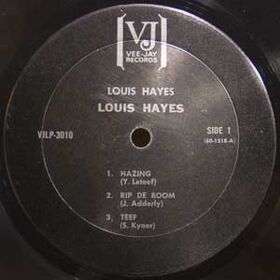 VJ
VEE-JAY
RECORDS
LOUIS HAYES
LOUIS HAYES
VJLP-3010
SIDE 1
(60-1518-A)
1. HAZING
(Y. Lateef)
2. RIP DE BOOM
(J. Adderly)
3. TEEF
(S. Kyner)